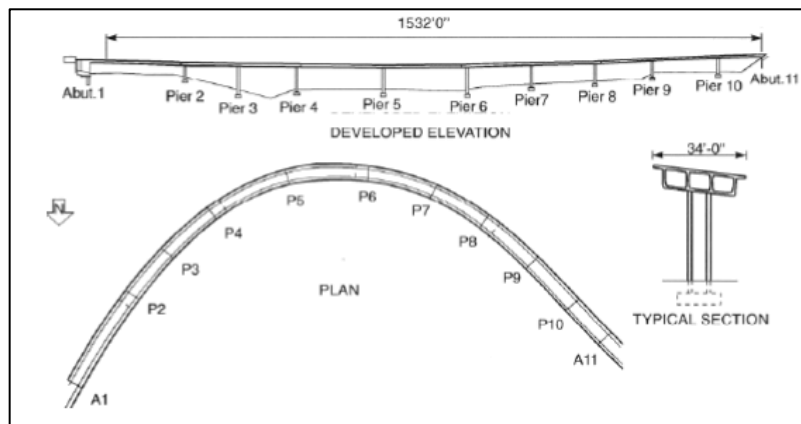 1532'0"
Abut.1
Pier 2
Pier 3
Pier 4
Pier 5
Pier 6
Pier7
Pier 8
Pier 9
Pier 10
Abut.11
DEVELOPED ELEVATION
34'-0"
N
P5
P6
P7
P4
P8
P3
P9
P2
PLAN
P10
TYPICAL SECTION
A11
A1